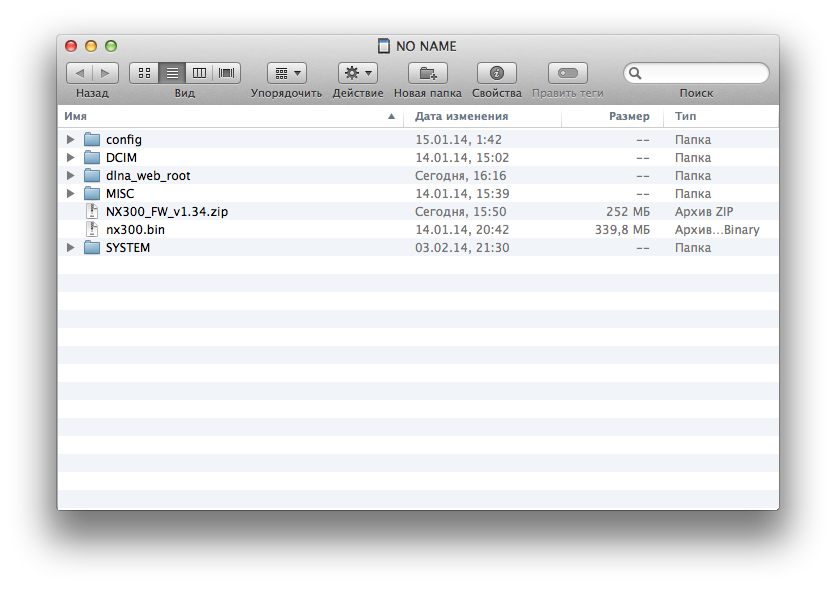 NO NAME
Назад Вид Упорядочить Действие Новая папка Свойства Править теги Поиск
Имя Дата изменения Размер Тип
config 15.01.14, 1:42 -- Папка
DCIM 14.01.14, 15:02 -- Папка
dlna_web_root Сегодня, 16:16 -- Папка
MISC 14.01.14, 15:39 -- Папка
NX300_FW_v1.34.zip Сегодня, 15:50 252 МБ Архив ZIP
nx300.bin 14.01.14, 20:42 339,8 МБ Архив...Binary
SYSTEM 03.02.14, 21:30 -- Папка